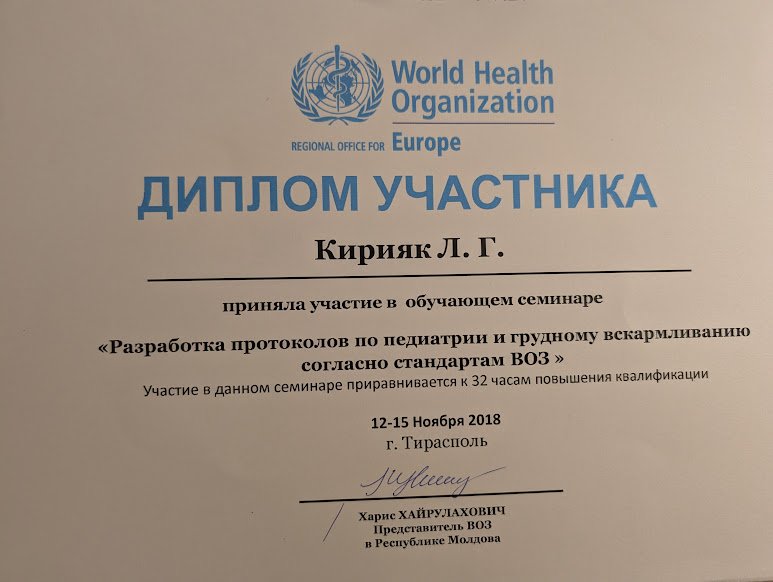 World Health
Organization
REGIONAL OFFICE FOR Europe
ДИПЛОМ УЧАСТНИКА
Кирияк Л. Г.
приняла участие в обучающем семинаре
«Разработка протоколов по педиатрии и грудному вскармливанию
согласно стандартам ВОЗ »
Участие в данном семинаре приравнивается к 32 часам повышения квалификации
12-15 Ноября 2018
г. Тирасполь
Харис ХАЙРУЛАХОВИЧ
Представитель ВОЗ
в Республике Молдова